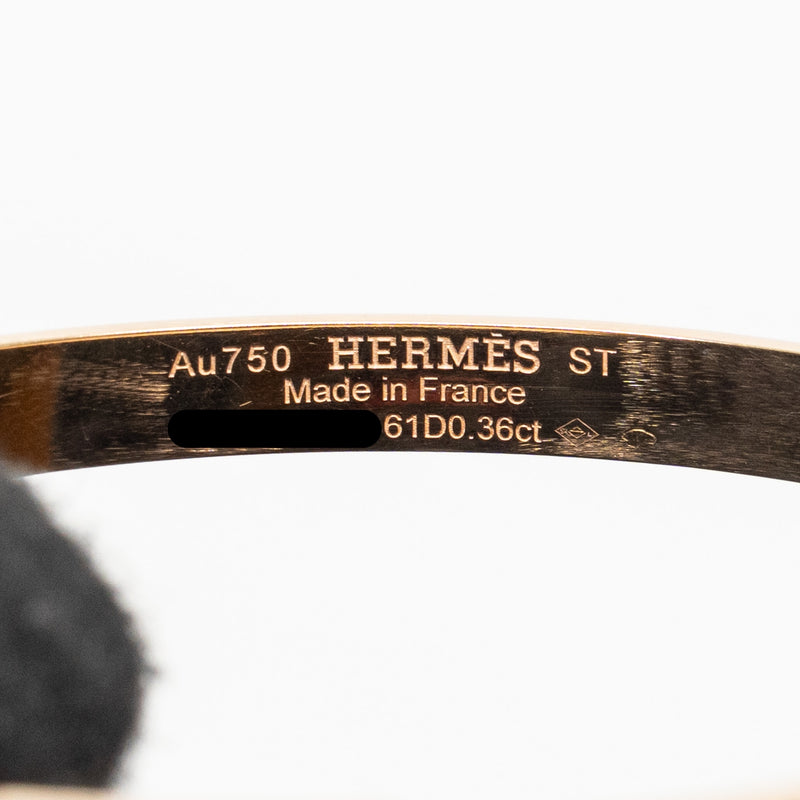 Au750 HERMÈS ST
Made in France
61D0.36ct